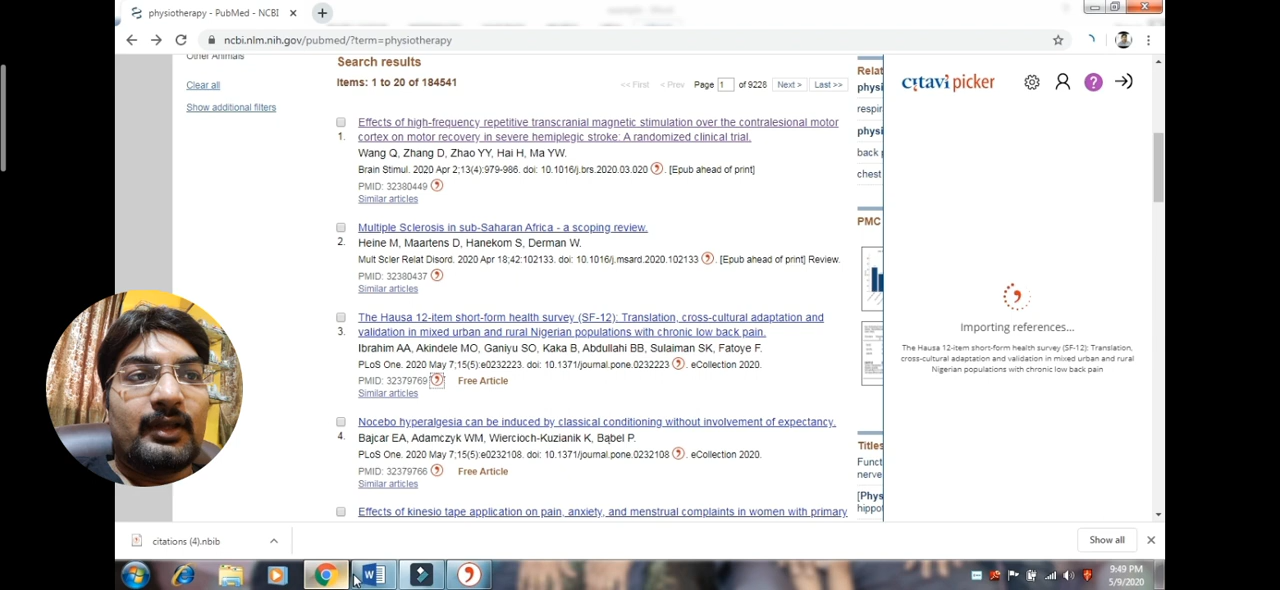 physiotherapy - PubMed - NCBI
ncbi.nlm.nih.gov/pubmed/?term=physiotherapy
Other Animals
Clear all
Show additional filters
Search results
Items: 1 to 20 of 184541
<< First < Prev Page 1 of 9228 Next > Last >>
Effects of high-frequency repetitive transcranial magnetic stimulation over the contralesional motor
1. cortex on motor recovery in severe hemiplegic stroke: A randomized clinical trial.
Wang Q, Zhang D, Zhao YY, Hai H, Ma YW.
Brain Stimul. 2020 Apr 2;13(4):979-986. doi: 10.1016/j.brs.2020.03.020 . [Epub ahead of print]
PMID: 32380449
Similar articles
Multiple Sclerosis in sub-Saharan Africa - a scoping review.
2. Heine M, Maartens D, Hanekom S, Derman W.
Mult Scler Relat Disord. 2020 Apr 18;42:102133. doi: 10.1016/j.msard.2020.102133 . [Epub ahead of print] Review.
PMID: 32380437
Similar articles
The Hausa 12-item short-form health survey (SF-12): Translation, cross-cultural adaptation and
3. validation in mixed urban and rural Nigerian populations with chronic low back pain.
Ibrahim AA, Akindele MO, Ganiyu SO, Kaka B, Abdullahi BB, Sulaiman SK, Fatoye F.
PLoS One. 2020 May 7;15(5):e0232223. doi: 10.1371/journal.pone.0232223 . eCollection 2020.
PMID: 32379769 Free Article
Similar articles
Nocebo hyperalgesia can be induced by classical conditioning without involvement of expectancy.
4. Bajcar EA, Adamczyk WM, Wiercioch-Kuzianik K, Bąbel P.
PLoS One. 2020 May 7;15(5):e0232108. doi: 10.1371/journal.pone.0232108 . eCollection 2020.
PMID: 32379766 Free Article
Similar articles
Effects of kinesio tape application on pain, anxiety, and menstrual complaints in women with primary
Relat
physi
respir
physi
back p
chest
PMC
Titles
Funct
nerve
[Phys
hippot
citavi picker
?
Importing references...
The Hausa 12-item short-form health survey (SF-12): Translation,
cross-cultural adaptation and validation in mixed urban and rural
Nigerian populations with chronic low back pain
citations (4).nbib
Show all
9:49 PM
5/9/2020